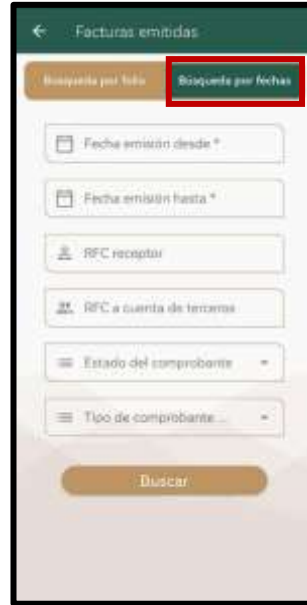 Facturas emitidas
Búsqueda por folio
Búsqueda por fechas
Fecha emisión desde *
Fecha emisión hasta *
RFC receptor
RFC a cuenta de terceros
Estado del comprobante
Tipo de comprobante ...
Buscar